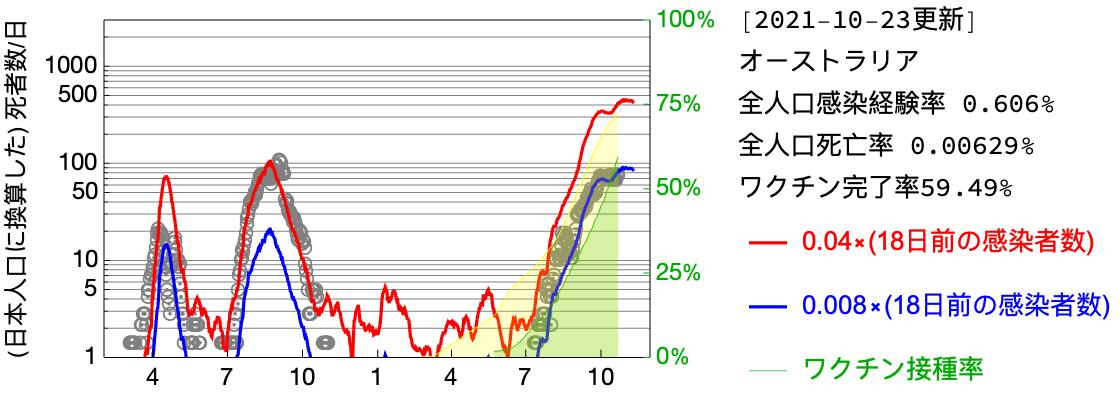 (日本人口に換算した) 死者数/日
1000
500
100
50
10
5
1
4
7
10
1
4
7
10
100%
75%
50%
25%
0%
[2021-10-23更新]
オーストラリア
全人口感染経験率 0.606%
全人口死亡率 0.00629%
ワクチン完了率59.49%
0.04×(18日前の感染者数)
0.008×(18日前の感染者数)
ワクチン接種率